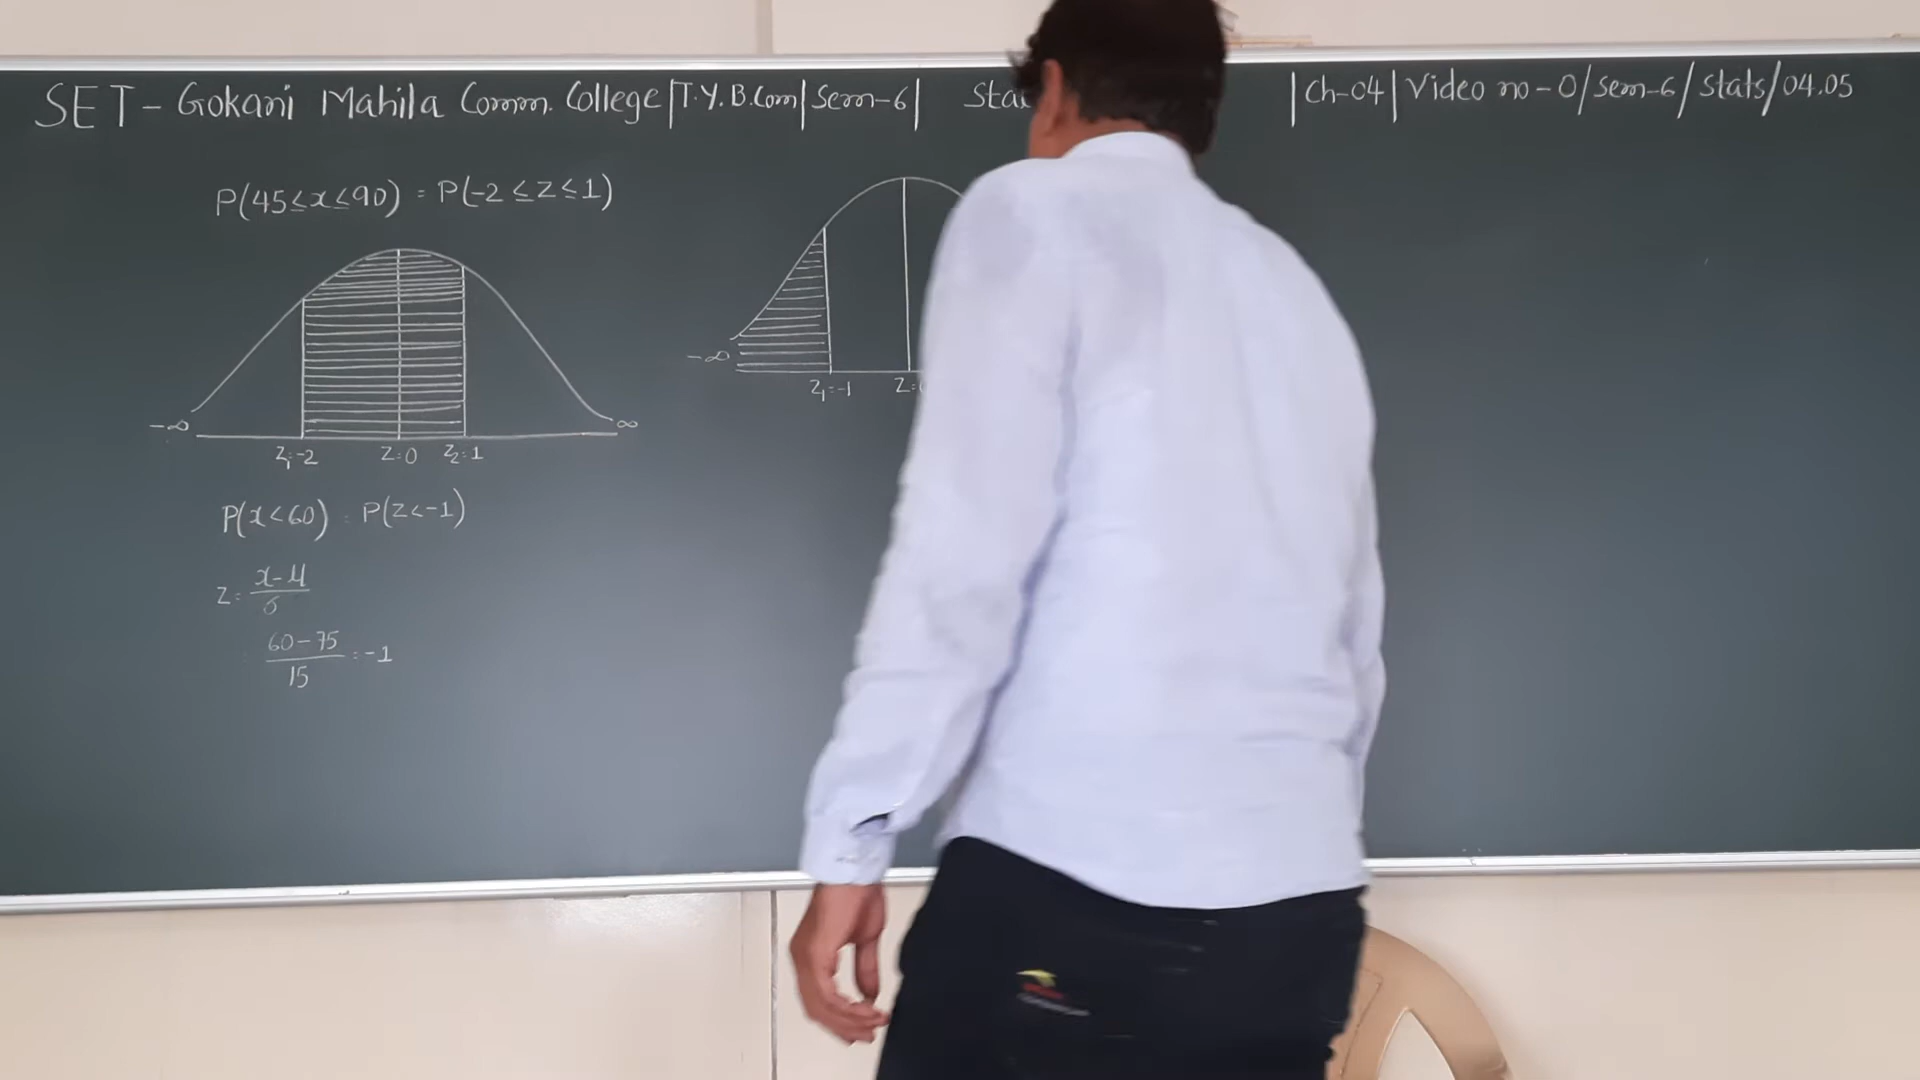 SET - Gokani Mahila Comm. College | T.Y. B.Com | Sem-6 | |Ch-04| Video no - 0/sem-6/stats/04.05
P(45≤x≤90) = P(-2 ≤ Z ≤ 1)
-∞ ∞
Z₁=-2 Z=0 Z₂=1
-∞
Z₁=-1
P(x<60) = P(Z<-1)
Z = (x-μ)/σ
= (60-75)/15 = -1